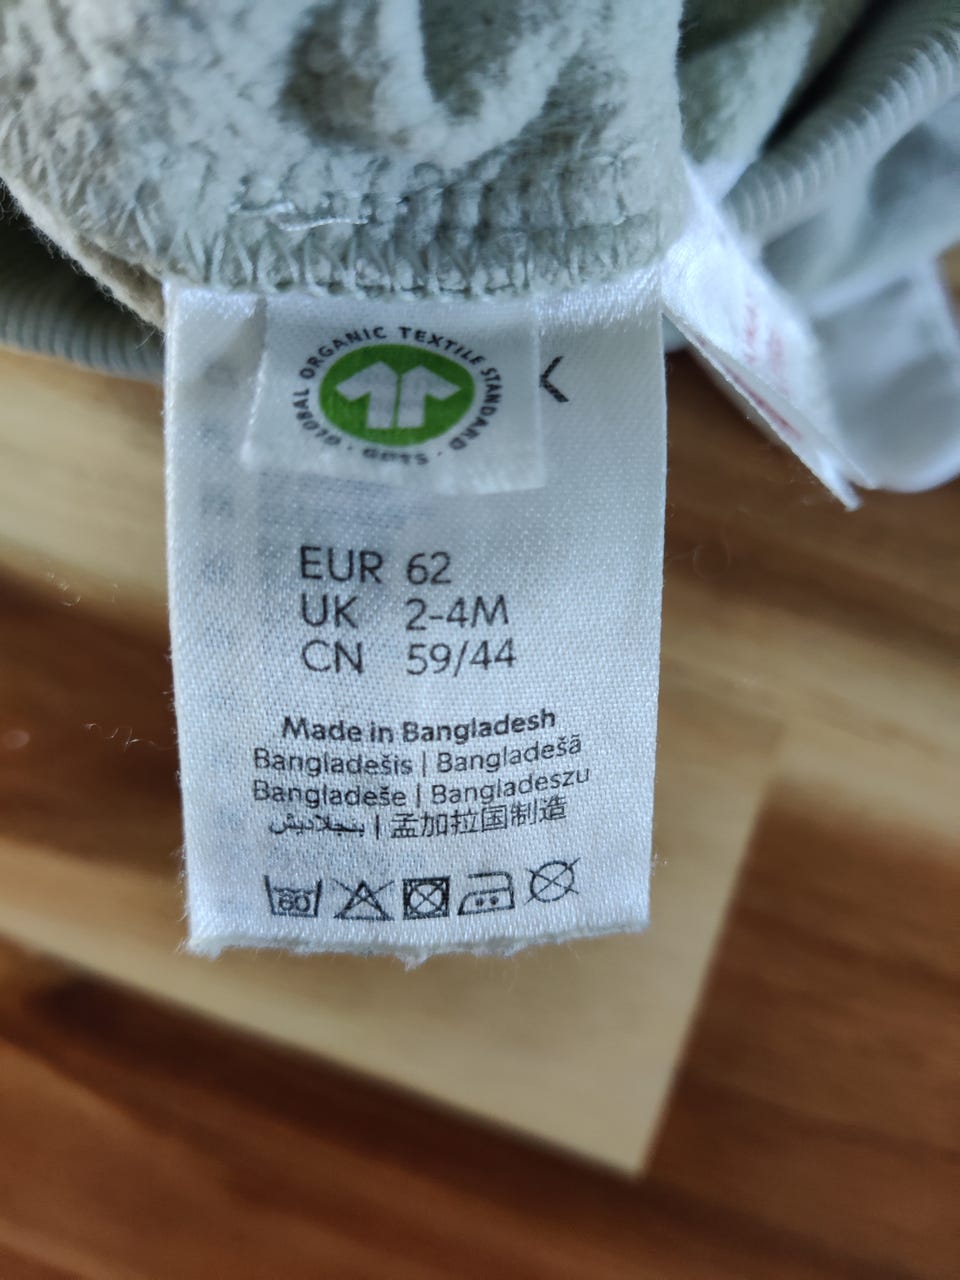 GLOBAL ORGANIC TEXTILE STANDARD · GOTS ·
EUR 62
UK 2-4M
CN 59/44
Made in Bangladesh
Bangladešis | Bangladešā
Bangladeše | Bangladeszu
بنجلاديش | 孟加拉国制造
60